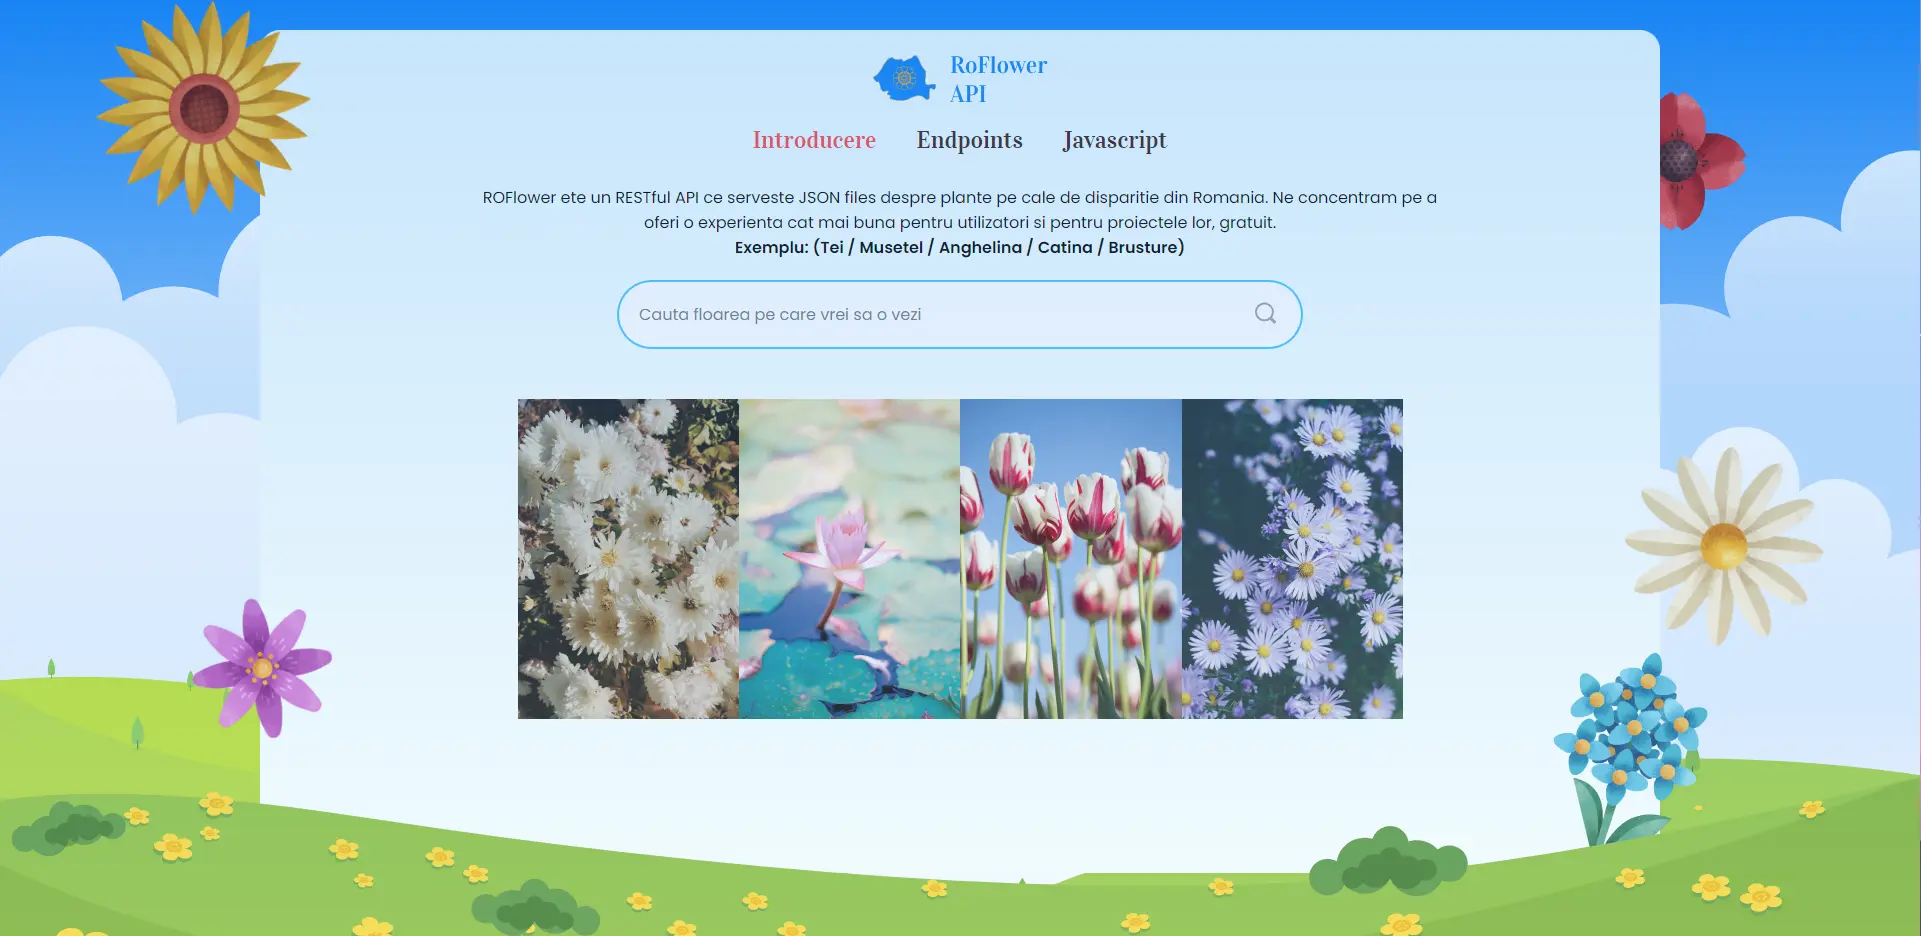 RoFlower
API
Introducere Endpoints Javascript
ROFlower ete un RESTful API ce serveste JSON files despre plante pe cale de disparitie din Romania. Ne concentram pe a
oferi o experienta cat mai buna pentru utilizatori si pentru proiectele lor, gratuit.
Exemplu: (Tei / Musetel / Anghelina / Catina / Brusture)
Cauta floarea pe care vrei sa o vezi